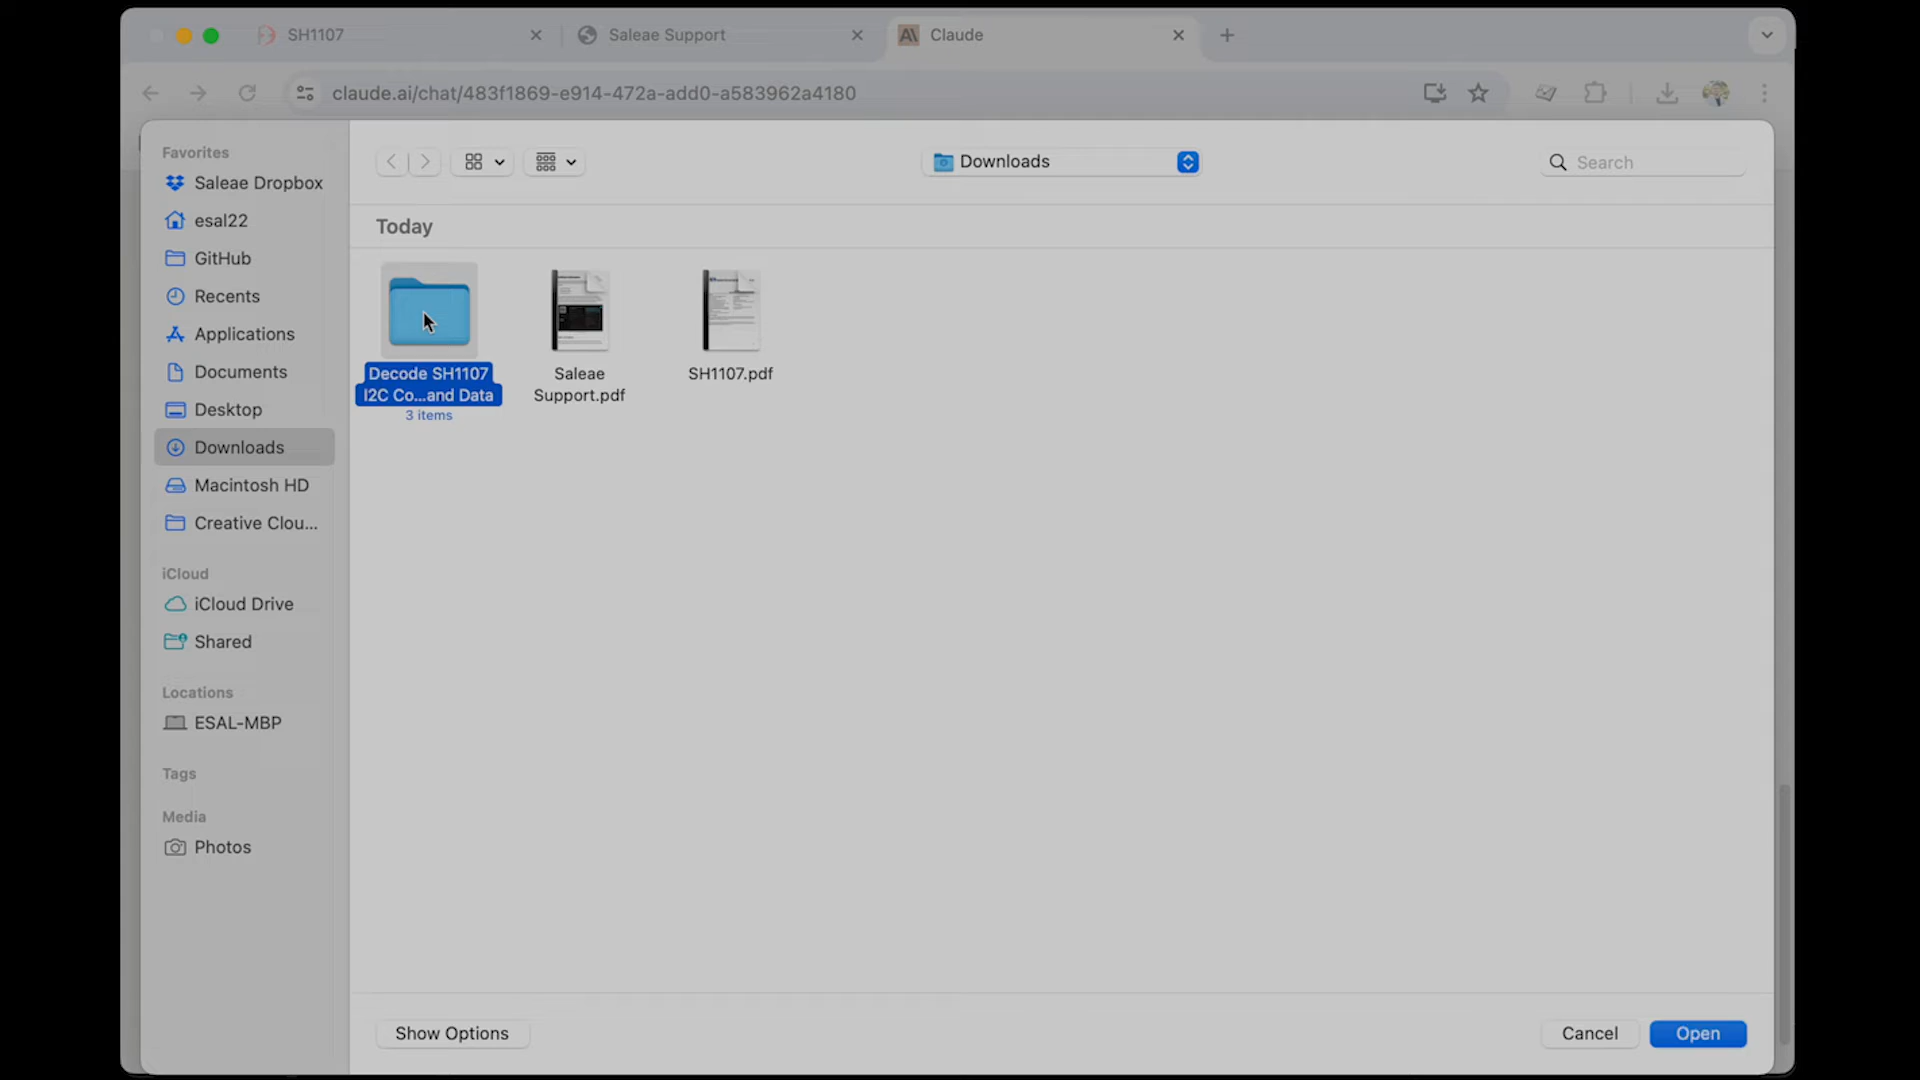 SH1107
Saleae Support
Claude
claude.ai/chat/483f1869-e914-472a-add0-a583962a4180
Favorites
Saleae Dropbox
esal22
GitHub
Recents
Applications
Documents
Desktop
Downloads
Macintosh HD
Creative Clou...
iCloud
iCloud Drive
Shared
Locations
ESAL-MBP
Tags
Media
Photos
Downloads
Search
Today
Decode SH1107
I2C Co...and Data
3 items
Saleae
Support.pdf
SH1107.pdf
Show Options
Cancel
Open